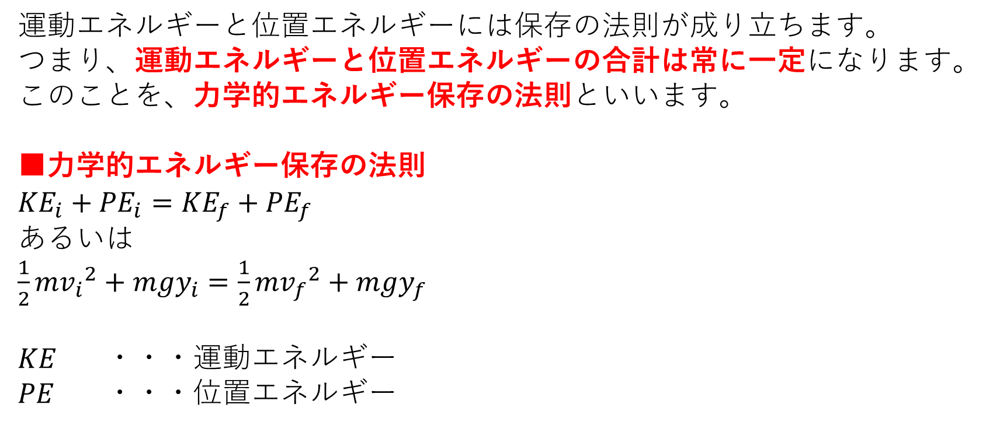 運動エネルギーと位置エネルギーには保存の法則が成り立ちます。
つまり、運動エネルギーと位置エネルギーの合計は常に一定になります。
このことを、力学的エネルギー保存の法則といいます。
■力学的エネルギー保存の法則
KE_i + PE_i = KE_f + PE_f
あるいは
1/2 mv_i² + mgy_i = 1/2 mv_f² + mgy_f
KE ・・・運動エネルギー
PE ・・・位置エネルギー